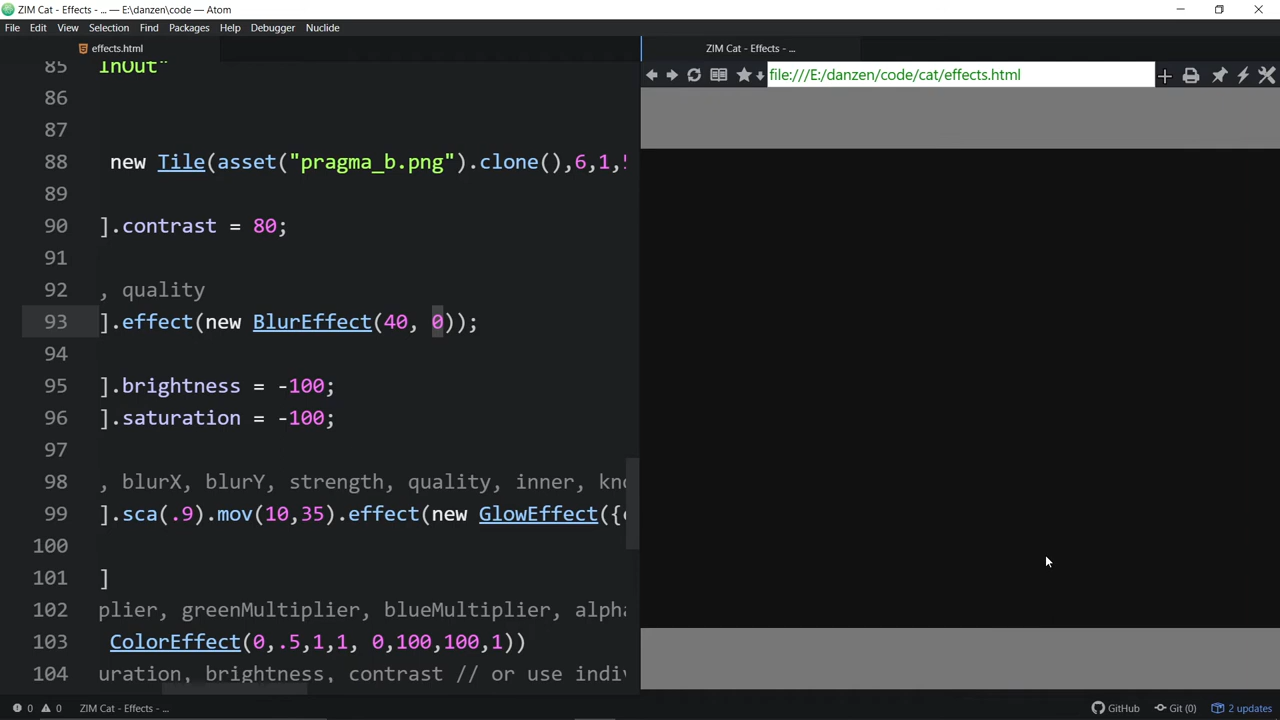 ZIM Cat - Effects - ... — E:\danzen\code — Atom
File Edit View Selection Find Packages Help Debugger Nuclide
effects.html
ZIM Cat - Effects - ...
file:///E:/danzen/code/cat/effects.html
85 InOut"
86
87
88 new Tile(asset("pragma_b.png").clone(),6,1,
89
90 ].contrast = 80;
91
92 , quality
93 ].effect(new BlurEffect(40, 0));
94
95 ].brightness = -100;
96 ].saturation = -100;
97
98 , blurX, blurY, strength, quality, inner, kno
99 ].sca(.9).mov(10,35).effect(new GlowEffect({
100
101 ]
102 plier, greenMultiplier, blueMultiplier, alpha
103 ColorEffect(0,.5,1,1, 0,100,100,1))
104 uration, brightness, contrast // or use indiv
0 0 ZIM Cat - Effects - ...
GitHub Git (0) 2 updates